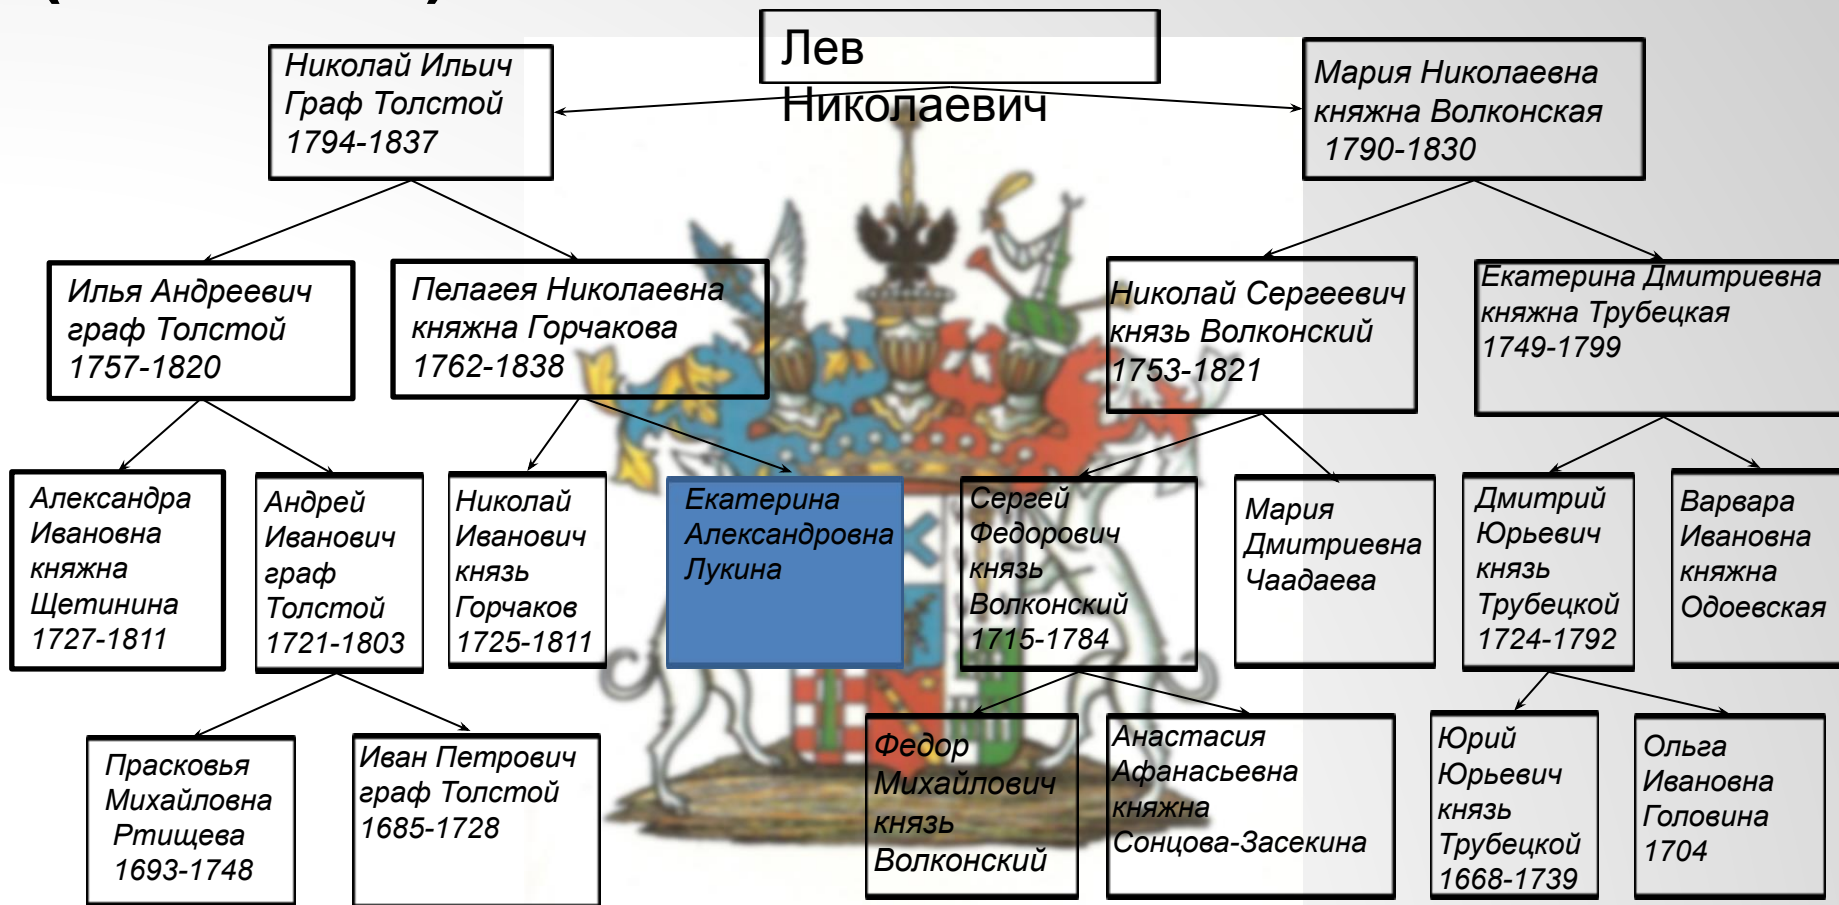 Лев
Николаевич
Николай Ильич
Граф Толстой
1794-1837
Мария Николаевна
княжна Волконская
1790-1830
Илья Андреевич
граф Толстой
1757-1820
Пелагея Николаевна
княжна Горчакова
1762-1838
Николай Сергеевич
князь Волконский
1753-1821
Екатерина Дмитриевна
княжна Трубецкая
1749-1799
Александра
Ивановна
княжна
Щетинина
1727-1811
Андрей
Иванович
граф
Толстой
1721-1803
Николай
Иванович
князь
Горчаков
1725-1811
Екатерина
Александровна
Лукина
Сергей
Федорович
князь
Волконский
1715-1784
Мария
Дмитриевна
Чаадаева
Дмитрий
Юрьевич
князь
Трубецкой
1724-1792
Варвара
Ивановна
княжна
Одоевская
Прасковья
Михайловна
Ртищева
1693-1748
Иван Петрович
граф Толстой
1685-1728
Федор
Михайлович
князь
Волконский
Анастасия
Афанасьевна
княжна
Сонцова-Засекина
Юрий
Юрьевич
князь
Трубецкой
1668-1739
Ольга
Ивановна
Головина
1704